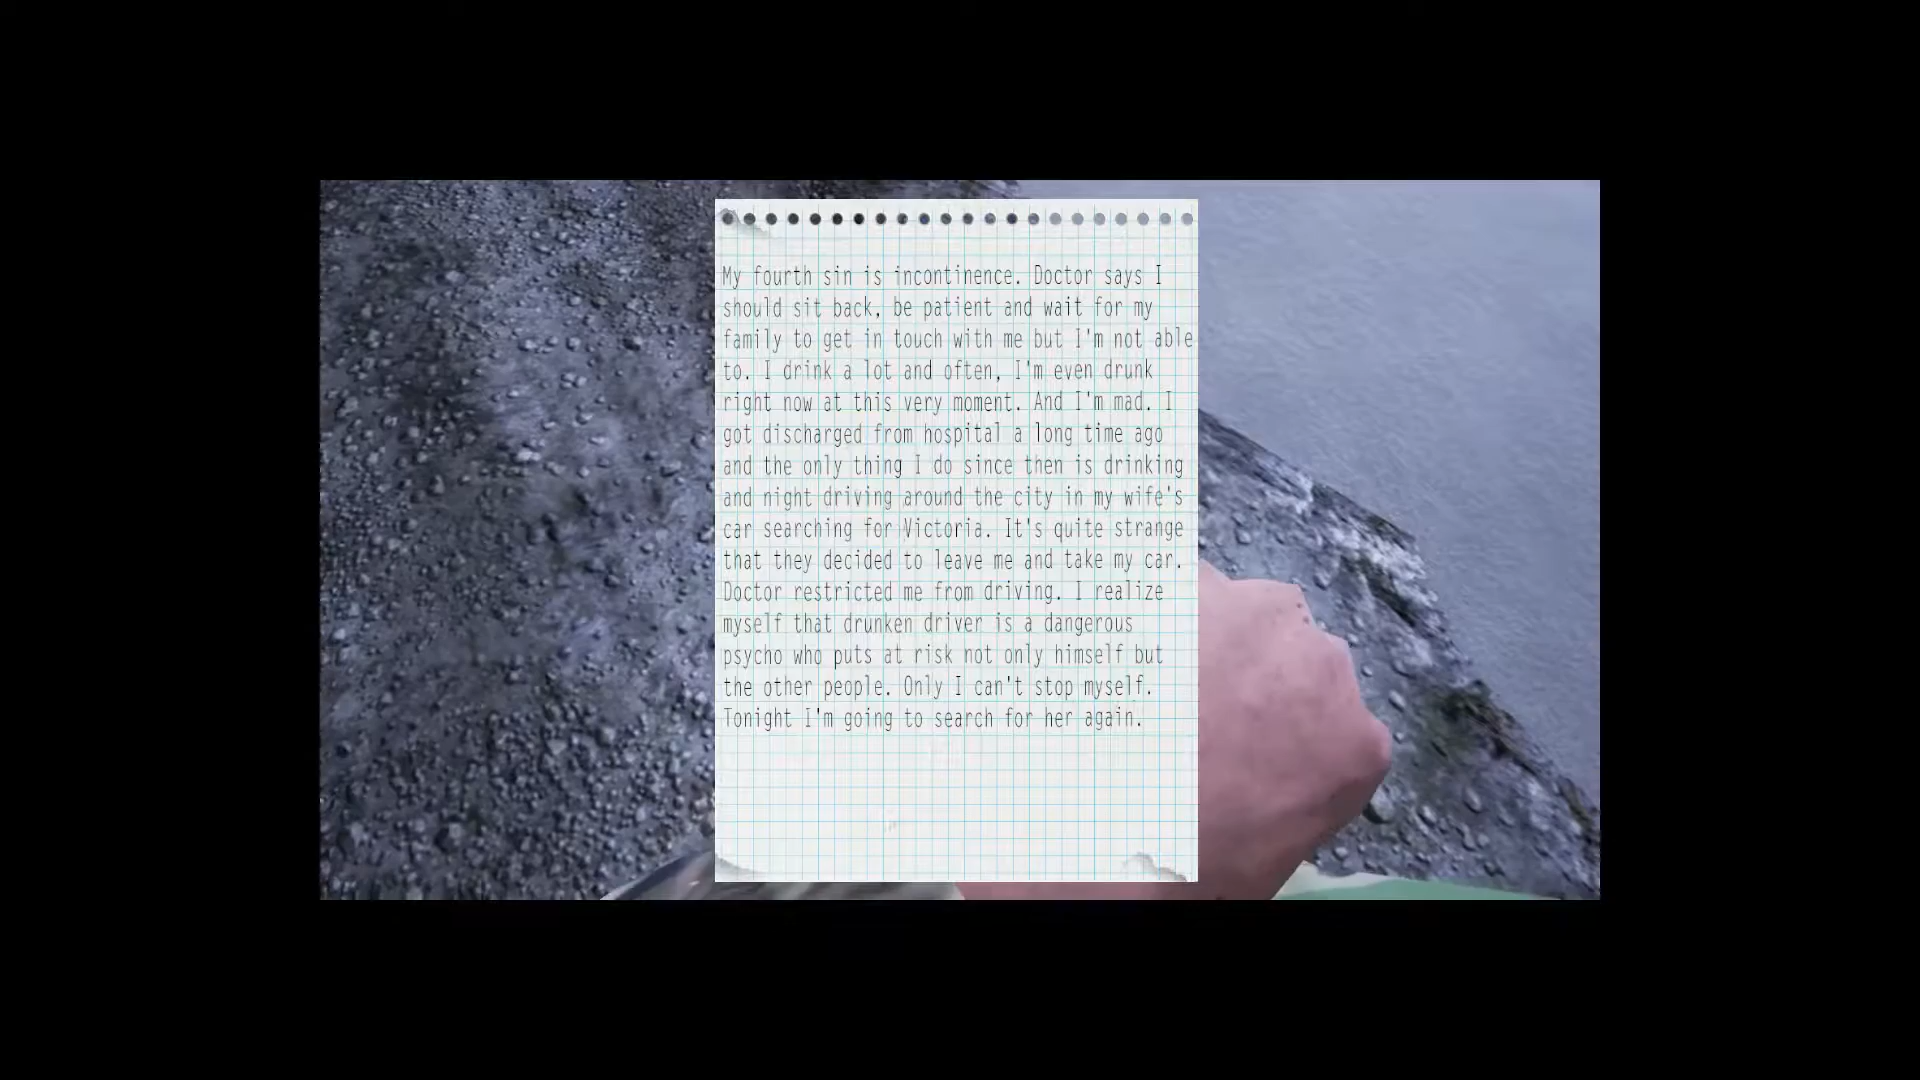 My fourth sin is incontinence. Doctor says I
should sit back, be patient and wait for my
family to get in touch with me but I'm not able
to. I drink a lot and often, I'm even drunk
right now at this very moment. And I'm mad. I
got discharged from hospital a long time ago
and the only thing I do since then is drinking
and night driving around the city in my wife's
car searching for Victoria. It's quite strange
that they decided to leave me and take my car.
Doctor restricted me from driving. I realize
myself that drunken driver is a dangerous
psycho who puts at risk not only himself but
the other people. Only I can't stop myself.
Tonight I'm going to search for her again.